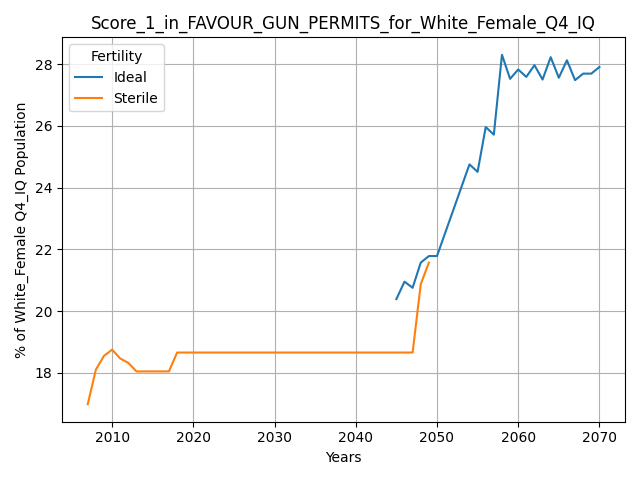 Score_1_in_FAVOUR_GUN_PERMITS_for_White_Female_Q4_IQ
Fertility
Ideal
Sterile
% of White_Female Q4_IQ Population
28
26
24
22
20
18
2010 2020 2030 2040 2050 2060 2070
Years